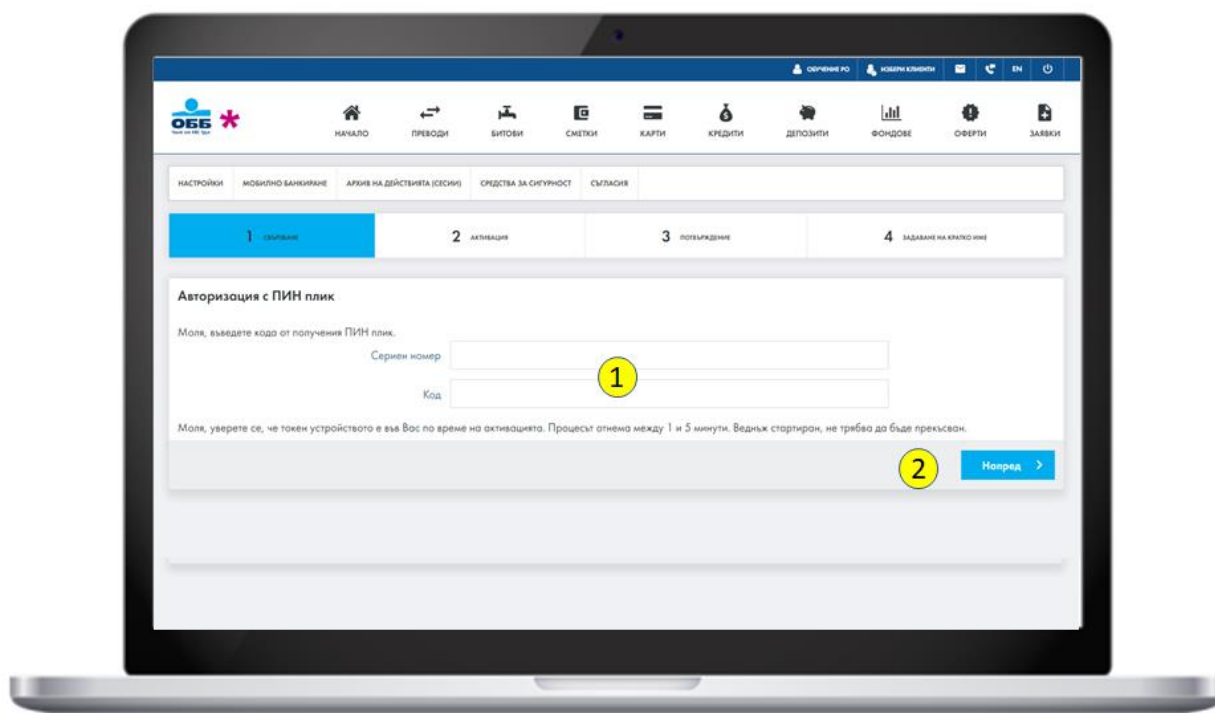 ОБУЧЕНИЕ РО ИЗБЕРИ КЛИЕНТИ EN
ОББ
НАЧАЛО ПРЕВОДИ БИТОВИ СМЕТКИ КАРТИ КРЕДИТИ ДЕПОЗИТИ ФОНДОВЕ ОФЕРТИ ЗАЯВКИ
НАСТРОЙКИ МОБИЛНО БАНКИРАНЕ АРХИВ НА ДЕЙСТВИЯТА (СЕСИИ) СРЕДСТВА ЗА СИГУРНОСТ СЪГЛАСИЯ
1 СВЪРЗВАНЕ 2 АКТИВАЦИЯ 3 ПОТВЪРЖДЕНИЕ 4 ЗАДАВАНЕ НА КРАТКО ИМЕ
Авторизация с ПИН плик
Моля, въведете кода от получения ПИН плик.
Сериен номер
1
Код
Моля, уверете се, че токен устройството е във Вас по време на активацията. Процесът отнема между 1 и 5 минути. Веднъж стартиран, не трябва да бъде прекъсван.
2 Напред